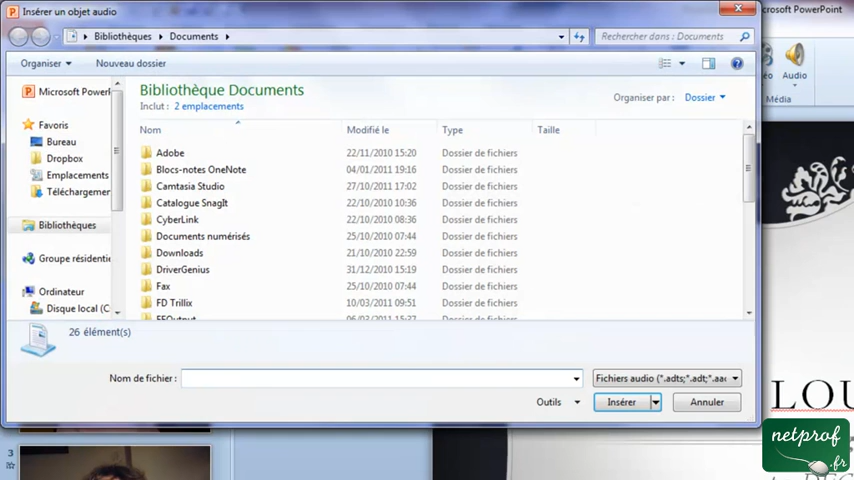 Insérer un objet audio
Bibliothèques
Documents
Rechercher dans : Documents
Organiser
Nouveau dossier
Microsoft PowerP
Favoris
Bureau
Dropbox
Emplacements
Téléchargemen
Bibliothèques
Groupe résidentie
Ordinateur
Disque local (C
Bibliothèque Documents
Inclut : 2 emplacements
Organiser par : Dossier
Nom Modifié le Type Taille
Adobe 22/11/2010 15:20 Dossier de fichiers
Blocs-notes OneNote 04/01/2011 19:16 Dossier de fichiers
Camtasia Studio 27/10/2011 17:02 Dossier de fichiers
Catalogue SnagIt 22/10/2010 10:36 Dossier de fichiers
CyberLink 22/10/2010 08:36 Dossier de fichiers
Documents numérisés 25/10/2010 07:44 Dossier de fichiers
Downloads 21/10/2010 22:59 Dossier de fichiers
DriverGenius 31/12/2010 15:19 Dossier de fichiers
Fax 25/10/2010 07:44 Dossier de fichiers
FD Trillix 10/03/2011 09:51 Dossier de fichiers
26 élément(s)
Nom de fichier :
Fichiers audio (*.adts;*.adt;*.aac
Outils
Insérer
Annuler
crosoft PowerPoint
Audio
Média
LOU
3
netprof
.fr